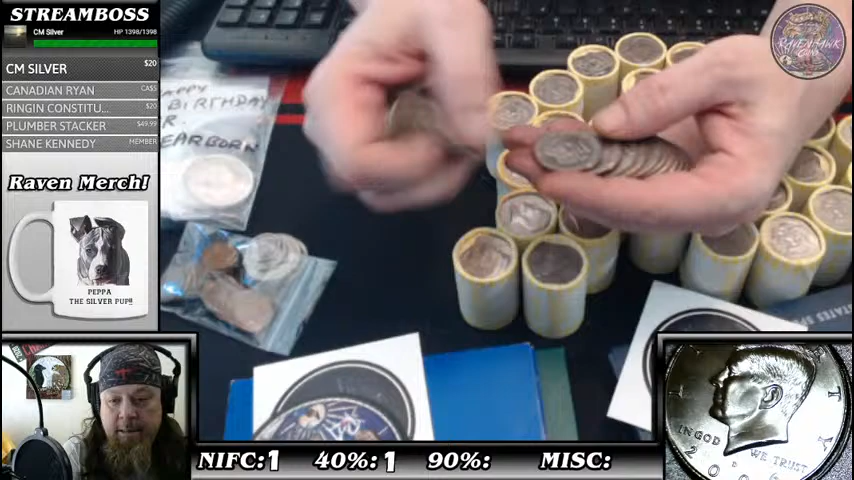 STREAMBOSS
CM Silver
HP 1398/1398
CM SILVER $20
CANADIAN RYAN CA$5
RINGIN CONSTITU... $20
PLUMBER STACKER $49.99
SHANE KENNEDY MEMBER
Raven Merch!
PEPPA
THE SILVER PUP!!
BIRTHDAY
RAVENHAWK
IN GOD WE TRUST
NIFC:1 40%:1 90%: MISC: